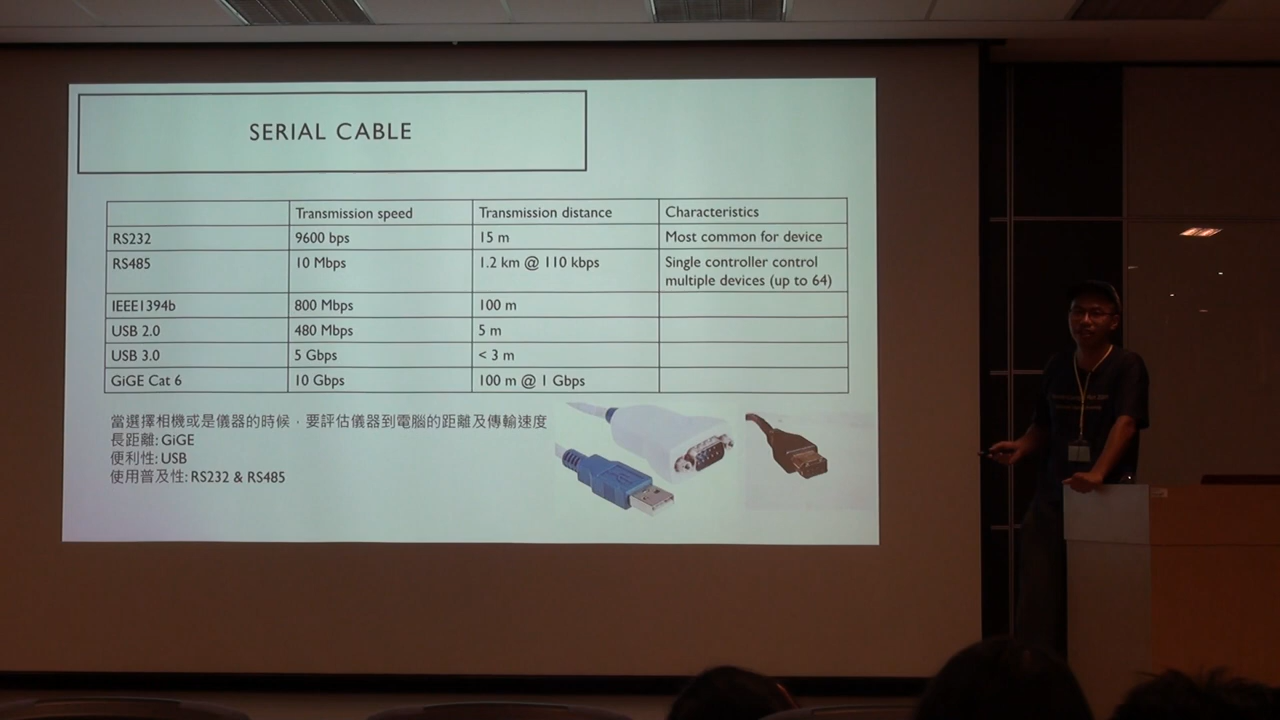 SERIAL CABLE
Transmission speed Transmission distance Characteristics
RS232 9600 bps 15 m Most common for device
RS485 10 Mbps 1.2 km @ 110 kbps Single controller control
multiple devices (up to 64)
IEEE1394b 800 Mbps 100 m
USB 2.0 480 Mbps 5 m
USB 3.0 5 Gbps < 3 m
GiGE Cat 6 10 Gbps 100 m @ 1 Gbps
當選擇相機或是儀器的時候，要評估儀器到電腦的距離及傳輸速度
長距離: GiGE
便利性: USB
使用普及性: RS232 & RS485